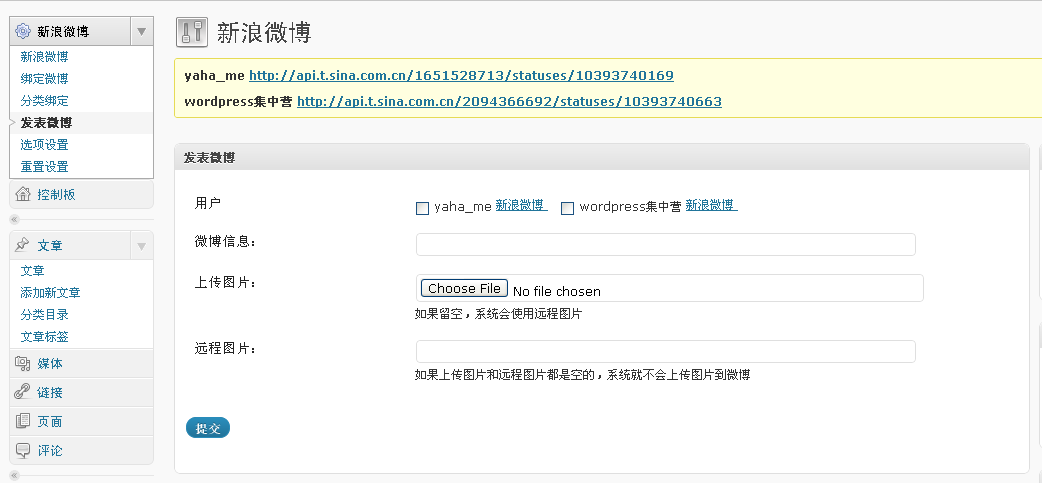 新浪微博
新浪微博
绑定微博
分类绑定
发表微博
选项设置
重置设置
控制板
文章
文章
添加新文章
分类目录
文章标签
媒体
链接
页面
评论
新浪微博
yaha_me http://api.t.sina.com.cn/1651528713/statuses/10393740169
wordpress集中营 http://api.t.sina.com.cn/2094366692/statuses/10393740663
发表微博
用户 yaha_me 新浪微博 wordpress集中营 新浪微博
微博信息：
上传图片： Choose File No file chosen
如果留空，系统会使用远程图片
远程图片：
如果上传图片和远程图片都是空的，系统就不会上传图片到微博
提交